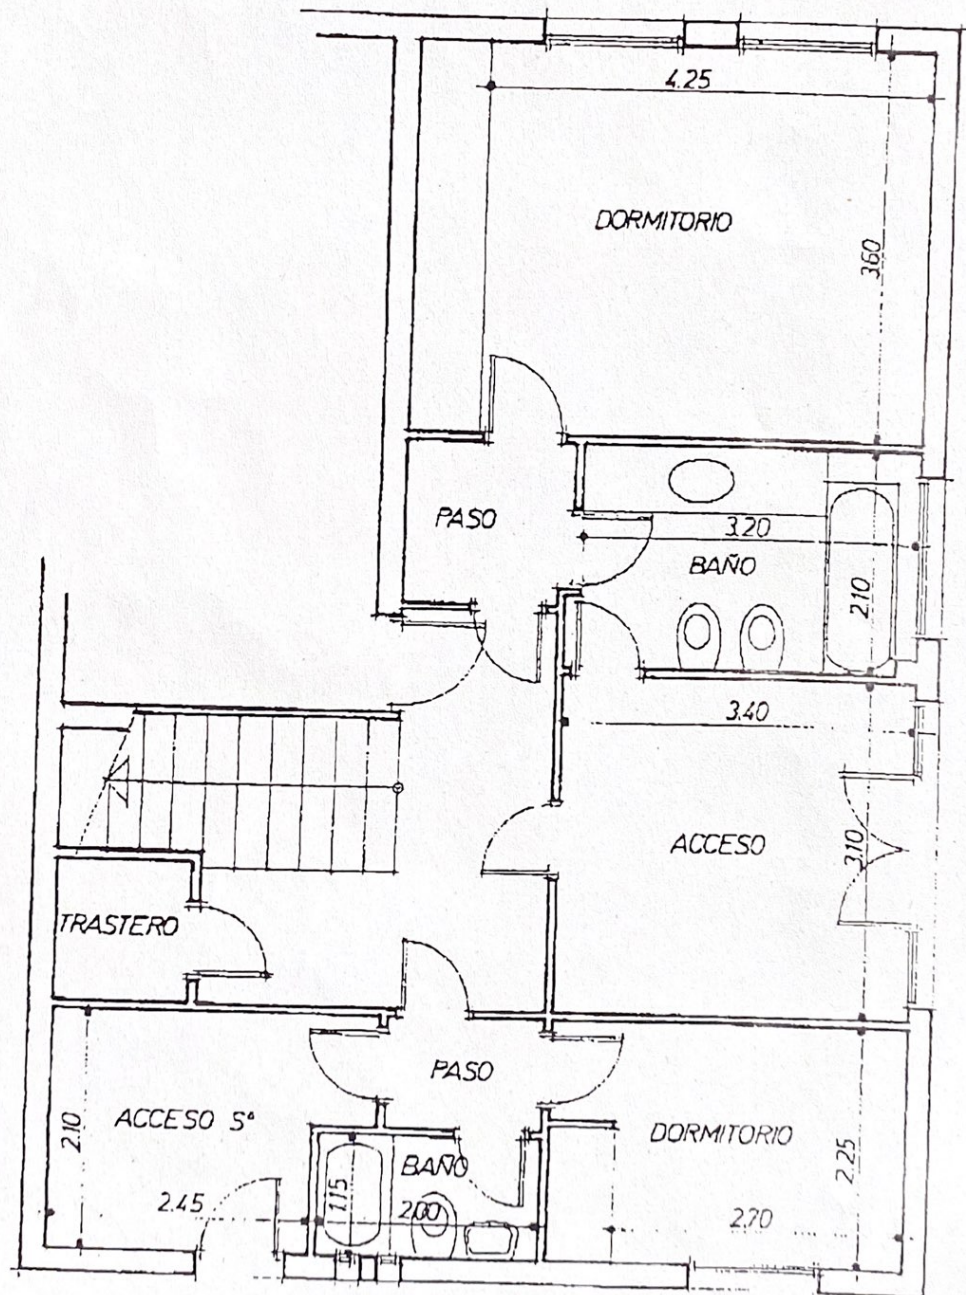 4.25
DORMITORIO
3.60
PASO
3.20
BAÑO
2.10
3.40
ACCESO
3.10
TRASTERO
PASO
ACCESO Sª
2.10
2.45
BAÑO
1.15
2.00
DORMITORIO
2.25
2.70